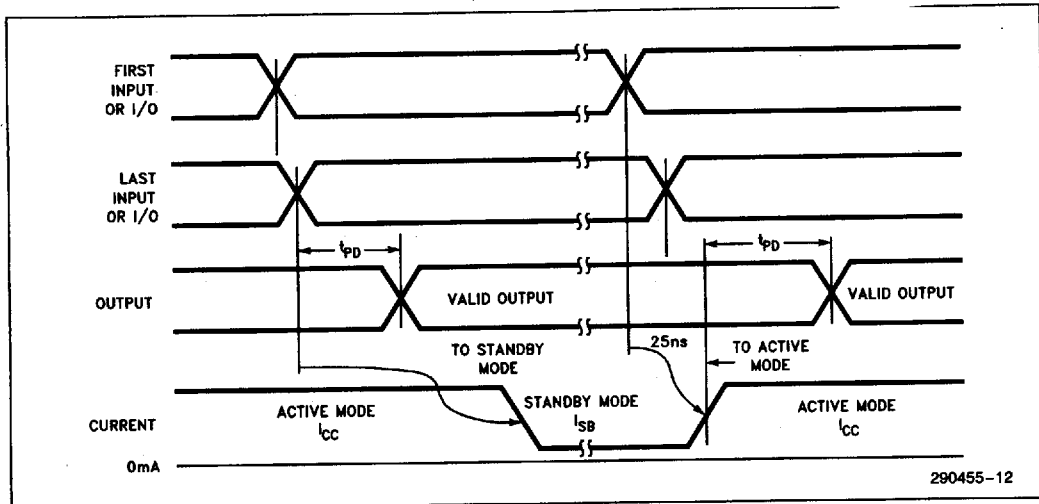 FIRST
INPUT
OR I/O
LAST
INPUT
OR I/O
tPD
tPD
OUTPUT
VALID OUTPUT
VALID OUTPUT
TO STANDBY
MODE
25ns
TO ACTIVE
MODE
CURRENT
ACTIVE MODE
ICC
STANDBY MODE
ISB
ACTIVE MODE
ICC
0mA
290455-12